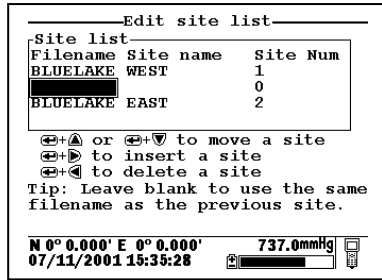 Edit site list
Site list
Filename Site name Site Num
BLUELAKE WEST 1
0
BLUELAKE EAST 2
+ or + to move a site
+ to insert a site
+ to delete a site
Tip: Leave blank to use the same
filename as the previous site.
N 0° 0.000' E 0° 0.000' 737.0mmHg
07/11/2001 15:35:28